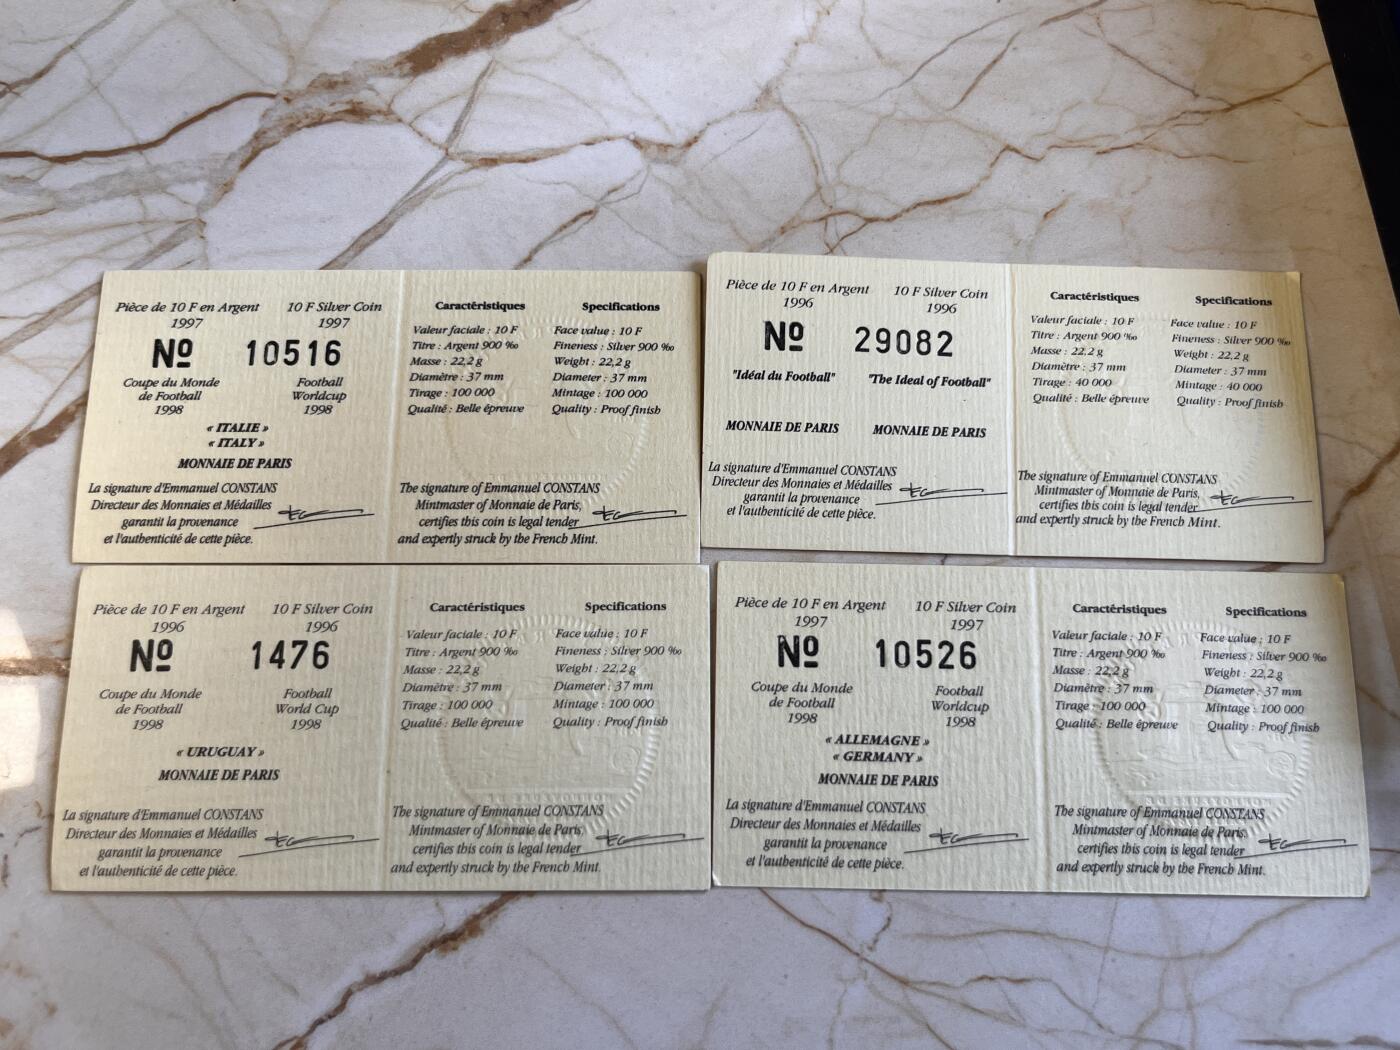 Pièce de 10 F en Argent 10 F Silver Coin
1997 1997
Nº 10516
Coupe du Monde Football
de Football Worldcup
1998 1998
« ITALIE »
« ITALY »
MONNAIE DE PARIS
La signature d'Emmanuel CONSTANS
Directeur des Monnaies et Médailles
garantit la provenance
et l'authenticité de cette pièce.
Caractéristiques Specifications
Valeur faciale : 10 F Face value : 10 F
Titre : Argent 900 ‰ Fineness : Silver 900 ‰
Masse : 22,2 g Weight : 22,2 g
Diamètre : 37 mm Diameter : 37 mm
Tirage : 100 000 Mintage : 100 000
Qualité : Belle épreuve Quality : Proof finish
The signature of Emmanuel CONSTANS
Mintmaster of Monnaie de Paris,
certifies this coin is legal tender
and expertly struck by the French Mint.
Pièce de 10 F en Argent 10 F Silver Coin
1996 1996
Nº 29082
"Idéal du Football" "The Ideal of Football"
MONNAIE DE PARIS MONNAIE DE PARIS
La signature d'Emmanuel CONSTANS
Directeur des Monnaies et Médailles
garantit la provenance
et l'authenticité de cette pièce.
Caractéristiques Specifications
Valeur faciale : 10 F Face value : 10 F
Titre : Argent 900 ‰ Fineness : Silver 900 ‰
Masse : 22,2 g Weight : 22,2 g
Diamètre : 37 mm Diameter : 37 mm
Tirage : 40 000 Mintage : 40 000
Qualité : Belle épreuve Quality : Proof finish
The signature of Emmanuel CONSTANS
Mintmaster of Monnaie de Paris,
certifies this coin is legal tender
and expertly struck by the French Mint.
Pièce de 10 F en Argent 10 F Silver Coin
1996 1996
Nº 1476
Coupe du Monde Football
de Football World Cup
1998 1998
« URUGUAY »
MONNAIE DE PARIS
La signature d'Emmanuel CONSTANS
Directeur des Monnaies et Médailles
garantit la provenance
et l'authenticité de cette pièce.
Caractéristiques Specifications
Valeur faciale : 10 F Face value : 10 F
Titre : Argent 900 ‰ Fineness : Silver 900 ‰
Masse : 22,2 g Weight : 22,2 g
Diamètre : 37 mm Diameter : 37 mm
Tirage : 100 000 Mintage : 100 000
Qualité : Belle épreuve Quality : Proof finish
The signature of Emmanuel CONSTANS
Mintmaster of Monnaie de Paris,
certifies this coin is legal tender
and expertly struck by the French Mint.
Pièce de 10 F en Argent 10 F Silver Coin
1997 1997
Nº 10526
Coupe du Monde Football
de Football Worldcup
1998 1998
« ALLEMAGNE »
« GERMANY »
MONNAIE DE PARIS
La signature d'Emmanuel CONSTANS
Directeur des Monnaies et Médailles
garantit la provenance
et l'authenticité de cette pièce.
Caractéristiques Specifications
Valeur faciale : 10 F Face value : 10 F
Titre : Argent 900 ‰ Fineness : Silver 900 ‰
Masse : 22,2 g Weight : 22,2 g
Diamètre : 37 mm Diameter : 37 mm
Tirage : 100 000 Mintage : 100 000
Qualité : Belle épreuve Quality : Proof finish
The signature of Emmanuel CONSTANS
Mintmaster of Monnaie de Paris,
certifies this coin is legal tender
and expertly struck by the French Mint.